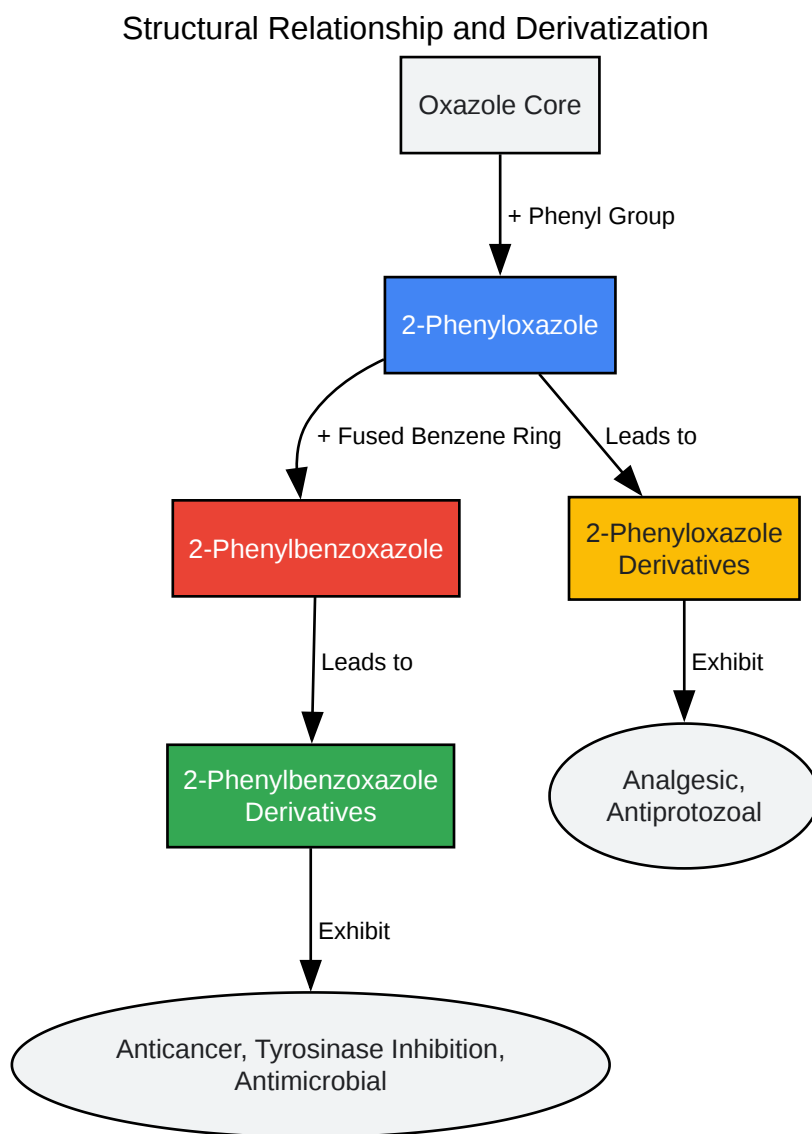 Structural Relationship and Derivatization
Oxazole Core
+ Phenyl Group
2-Phenyloxazole
+ Fused Benzene Ring
Leads to
2-Phenylbenzoxazole
2-Phenyloxazole
Derivatives
Leads to
Exhibit
2-Phenylbenzoxazole
Derivatives
Analgesic,
Antiprotozoal
Exhibit
Anticancer, Tyrosinase Inhibition,
Antimicrobial